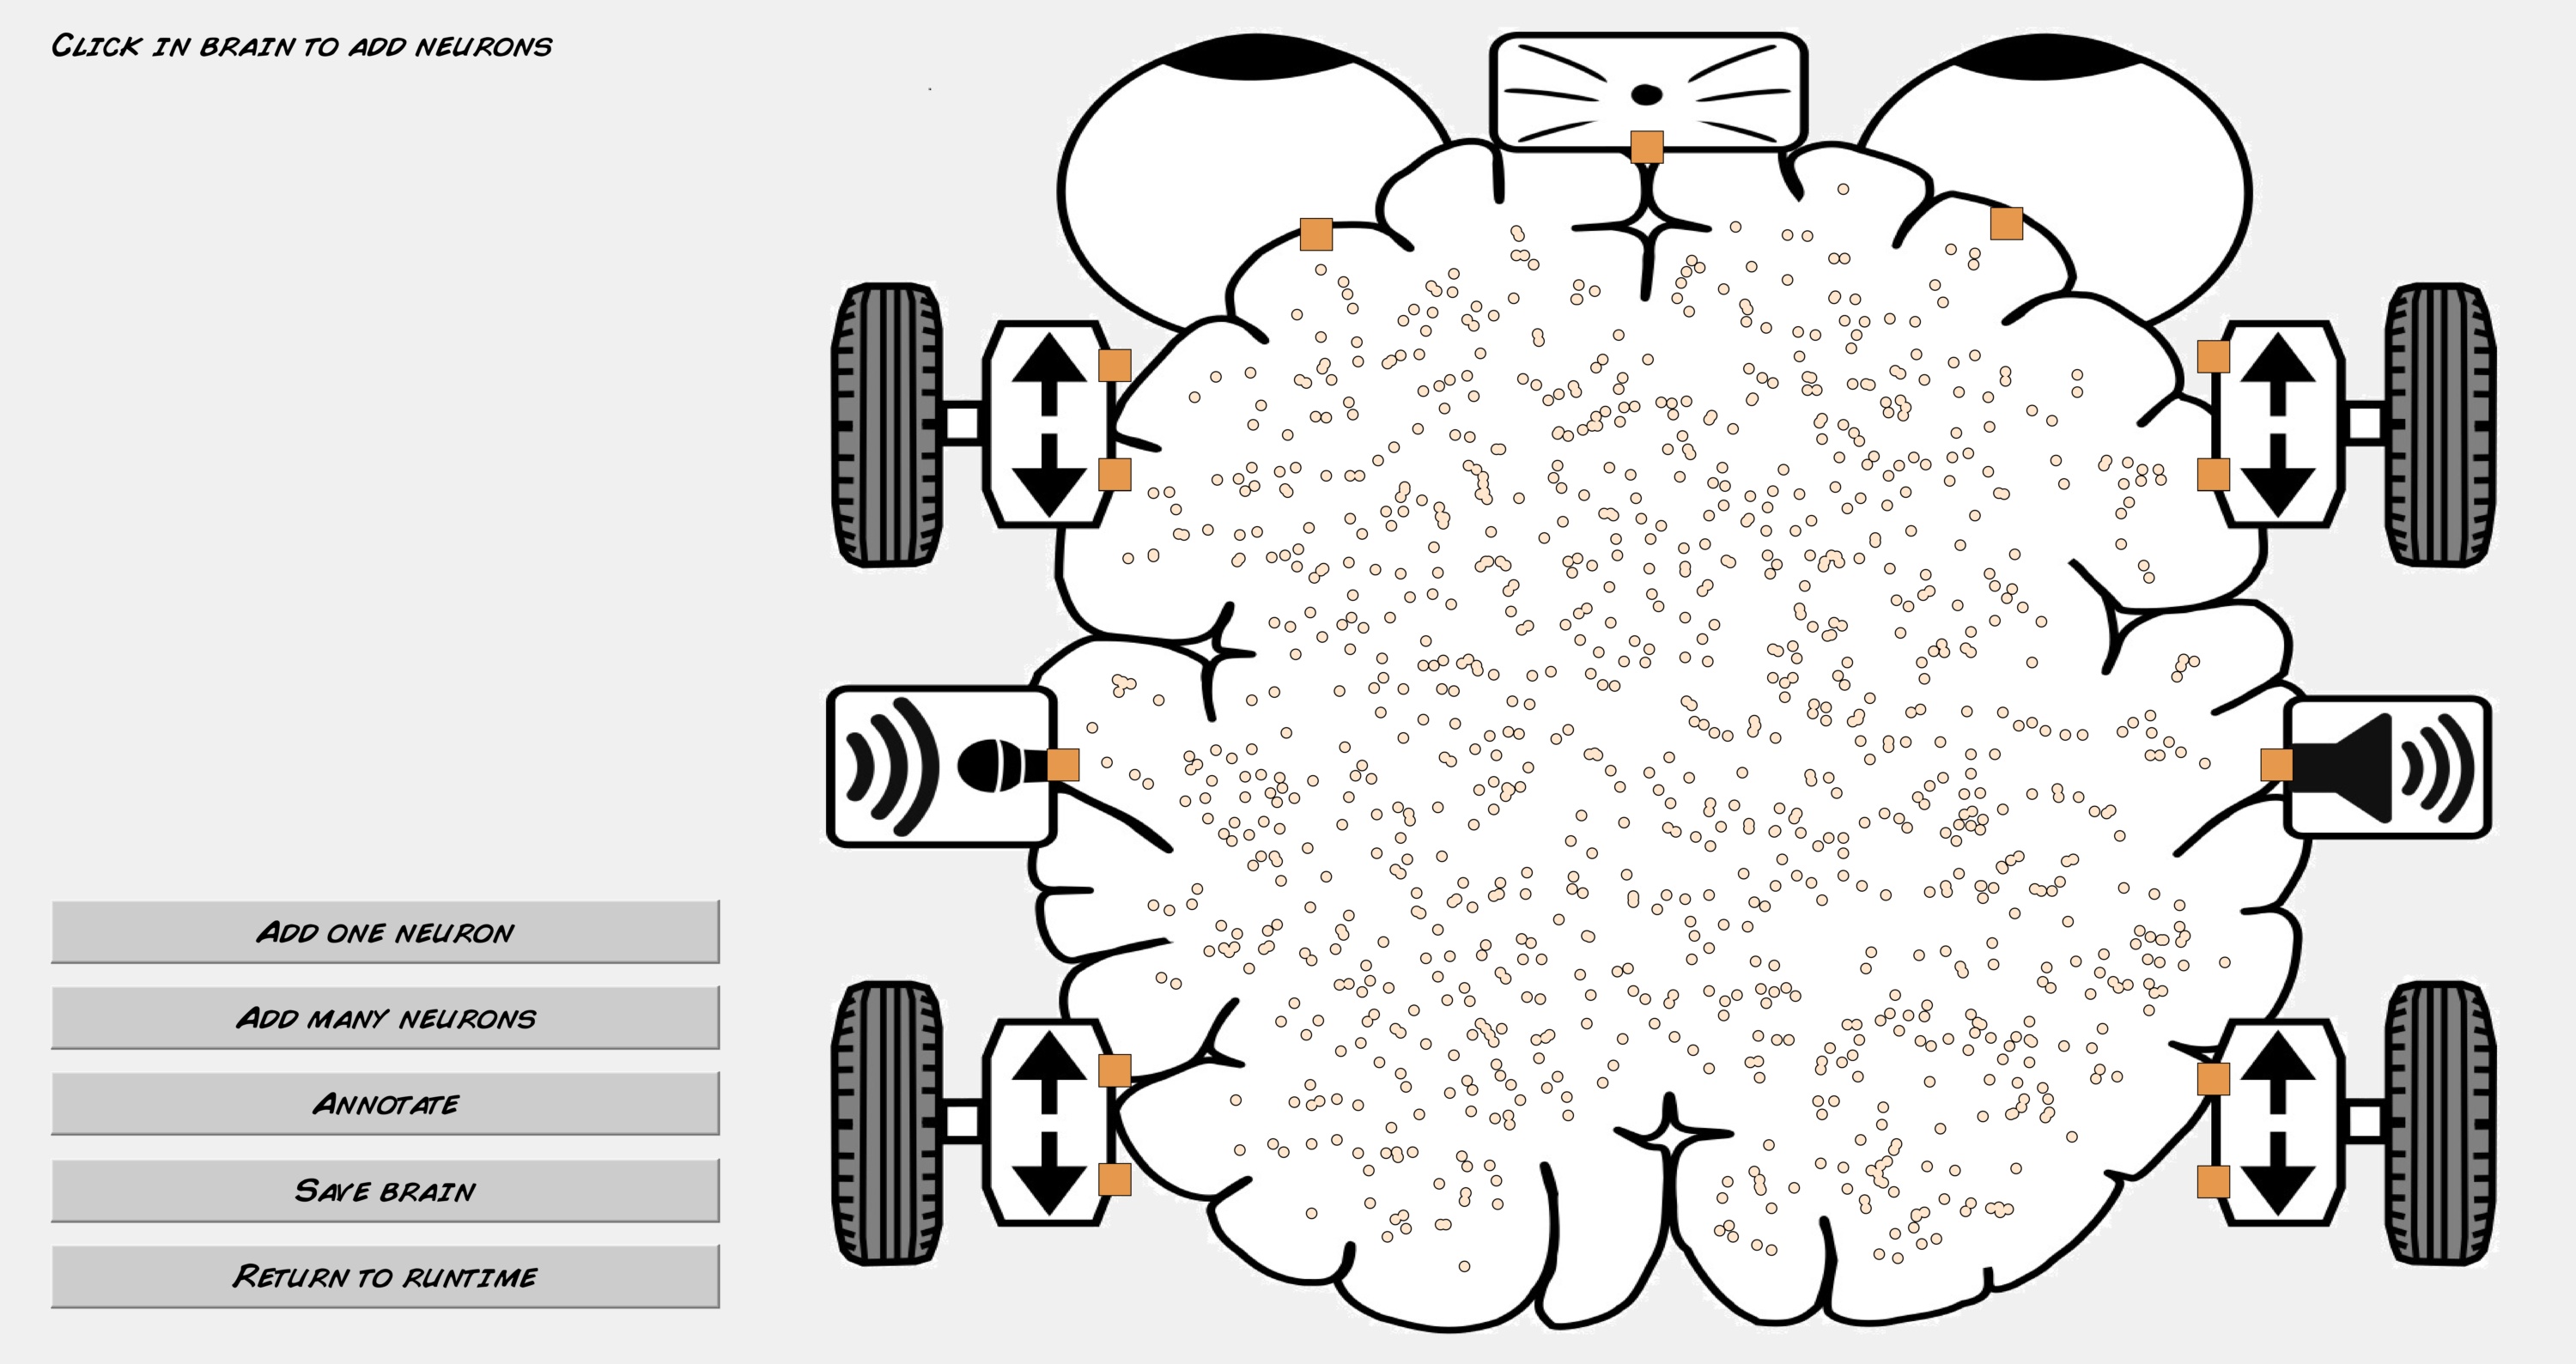 Click in brain to add neurons
Add one neuron
Add many neurons
Annotate
Save brain
Return to runtime